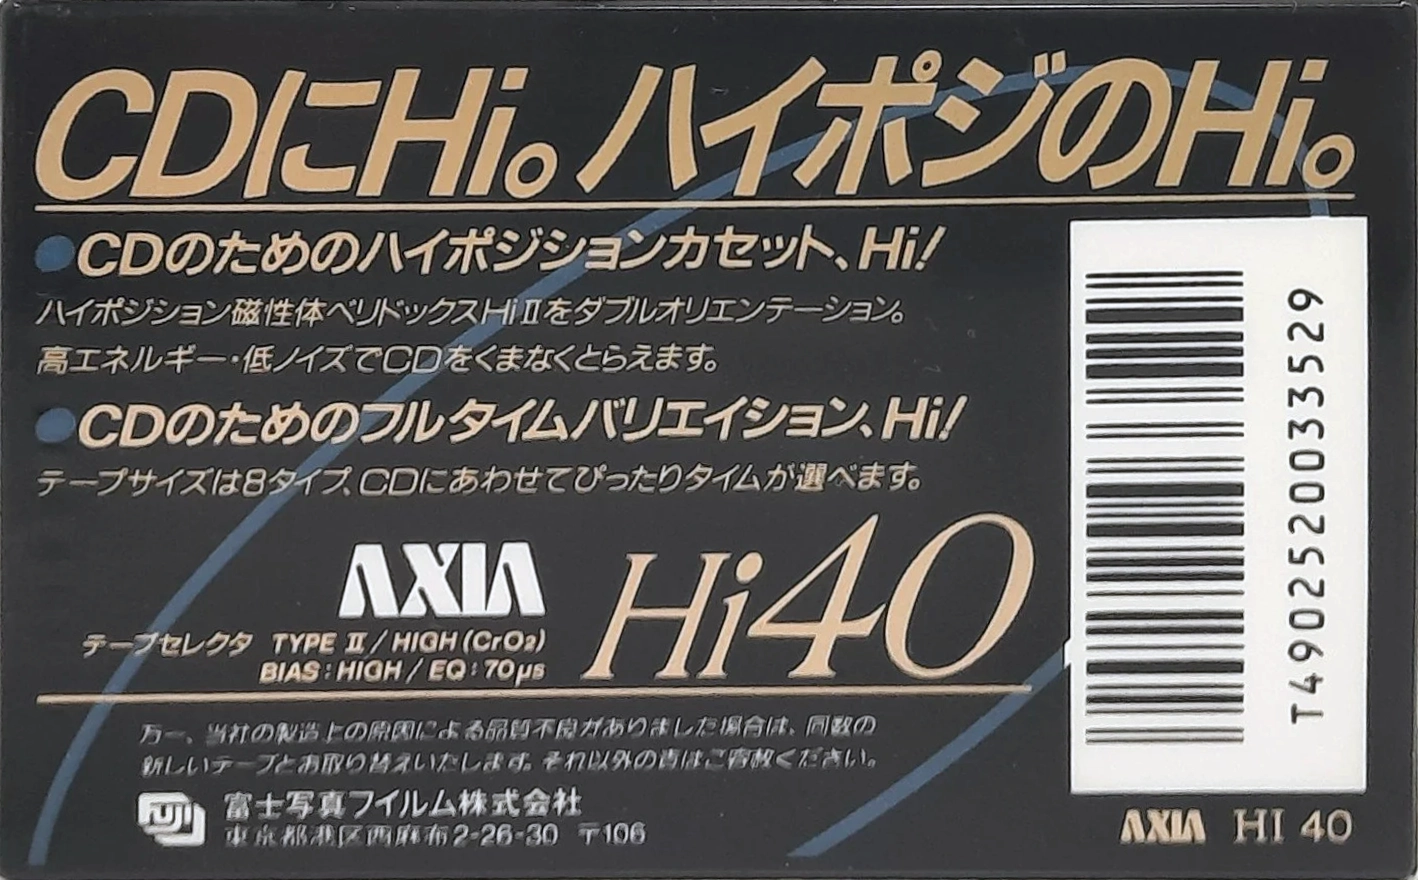 CDにHi。ハイポジのHi。
●CDのためのハイポジションカセット、Hi!
ハイポジション磁性体ベリドックスHiⅡをダブルオリエンテーション。
高エネルギー・低ノイズでCDをくまなくとらえます。
●CDのためのフルタイムバリエイション、Hi!
テープサイズは8タイプ、CDにあわせてぴったりタイムが選べます。
AXIA
Hi40
テープセレクタ TYPE Ⅱ/HIGH(CrO₂)
BIAS:HIGH/EQ:70μs
万一、当社の製造上の原因による品質不良がありました場合は、同数の
新しいテープとお取り替えいたします。それ以外の責はご容赦ください。
FUJI
富士写真フイルム株式会社
東京都港区西麻布2-26-30 〒106
T4902520033529
AXIA HI 40